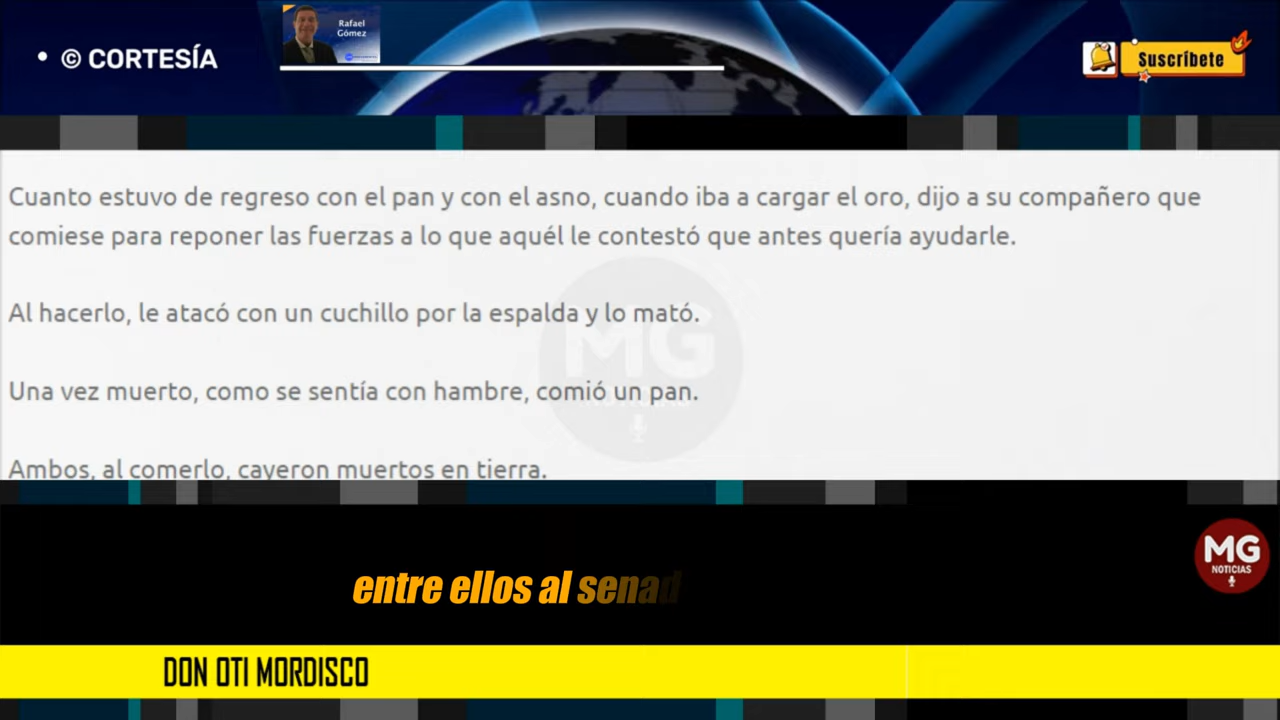 • © CORTESÍA
Rafael
Gómez
Suscríbete
Cuanto estuvo de regreso con el pan y con el asno, cuando iba a cargar el oro, dijo a su compañero que
comiese para reponer las fuerzas a lo que aquél le contestó que antes quería ayudarle.
Al hacerlo, le atacó con un cuchillo por la espalda y lo mató.
Una vez muerto, como se sentía con hambre, comió un pan.
Ambos, al comerlo, cayeron muertos en tierra.
MG
NOTICIAS
entre ellos al senad
MG
NOTICIAS
DON OTI MORDISCO